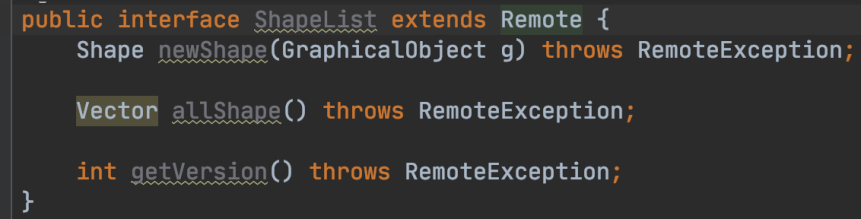 public interface ShapeList extends Remote {
    Shape newShape(GraphicalObject g) throws RemoteException;
    Vector allShape() throws RemoteException;
    int getVersion() throws RemoteException;
}